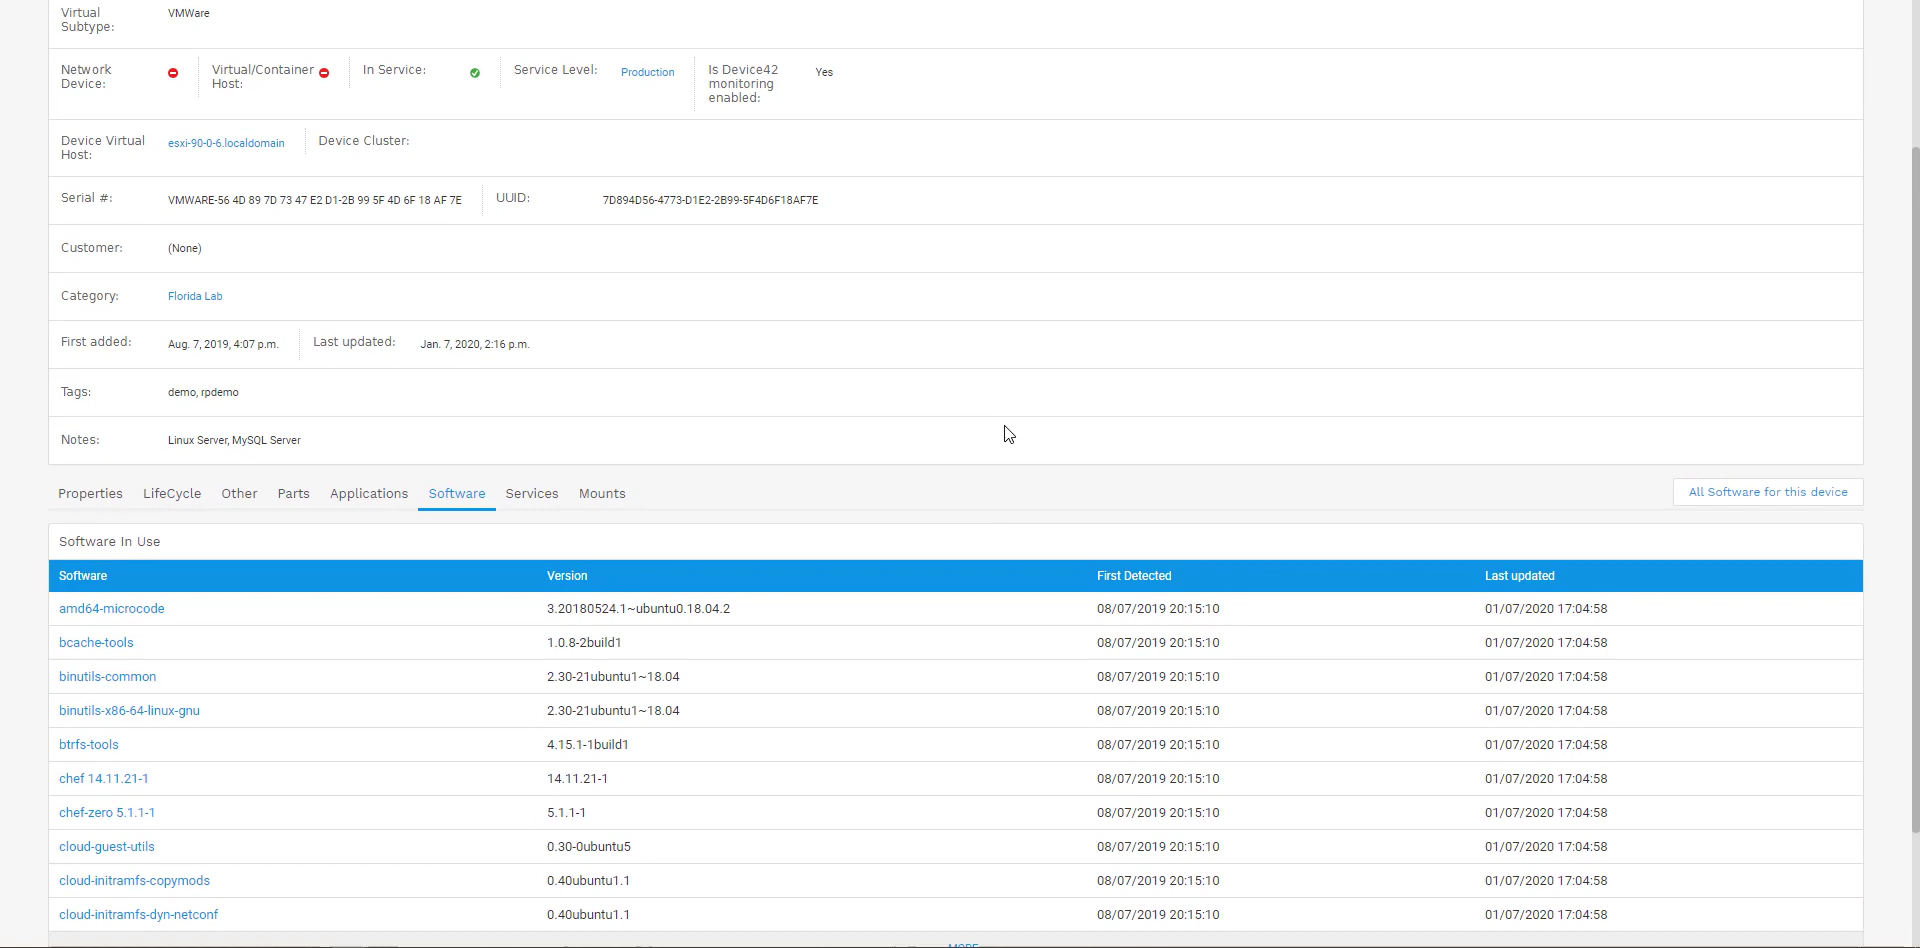 Virtual
Subtype:
VMWare
Network
Device:
Virtual/Container
Host:
In Service:
Service Level:
Production
Is Device42
monitoring
enabled:
Yes
Device Virtual
Host:
esxi-90-0-6.localdomain
Device Cluster:
Serial #:
VMWARE-56 4D 89 7D 73 47 E2 D1-2B 99 5F 4D 6F 18 AF 7E
UUID:
7D894D56-4773-D1E2-2B99-5F4D6F18AF7E
Customer:
(None)
Category:
Florida Lab
First added:
Aug. 7, 2019, 4:07 p.m.
Last updated:
Jan. 7, 2020, 2:16 p.m.
Tags:
demo, rpdemo
Notes:
Linux Server, MySQL Server
Properties LifeCycle Other Parts Applications Software Services Mounts
All Software for this device
Software In Use
Software Version First Detected Last updated
amd64-microcode 3.20180524.1~ubuntu0.18.04.2 08/07/2019 20:15:10 01/07/2020 17:04:58
bcache-tools 1.0.8-2build1 08/07/2019 20:15:10 01/07/2020 17:04:58
binutils-common 2.30-21ubuntu1~18.04 08/07/2019 20:15:10 01/07/2020 17:04:58
binutils-x86-64-linux-gnu 2.30-21ubuntu1~18.04 08/07/2019 20:15:10 01/07/2020 17:04:58
btrfs-tools 4.15.1-1build1 08/07/2019 20:15:10 01/07/2020 17:04:58
chef 14.11.21-1 14.11.21-1 08/07/2019 20:15:10 01/07/2020 17:04:58
chef-zero 5.1.1-1 5.1.1-1 08/07/2019 20:15:10 01/07/2020 17:04:58
cloud-guest-utils 0.30-0ubuntu5 08/07/2019 20:15:10 01/07/2020 17:04:58
cloud-initramfs-copymods 0.40ubuntu1.1 08/07/2019 20:15:10 01/07/2020 17:04:58
cloud-initramfs-dyn-netconf 0.40ubuntu1.1 08/07/2019 20:15:10 01/07/2020 17:04:58
MORE